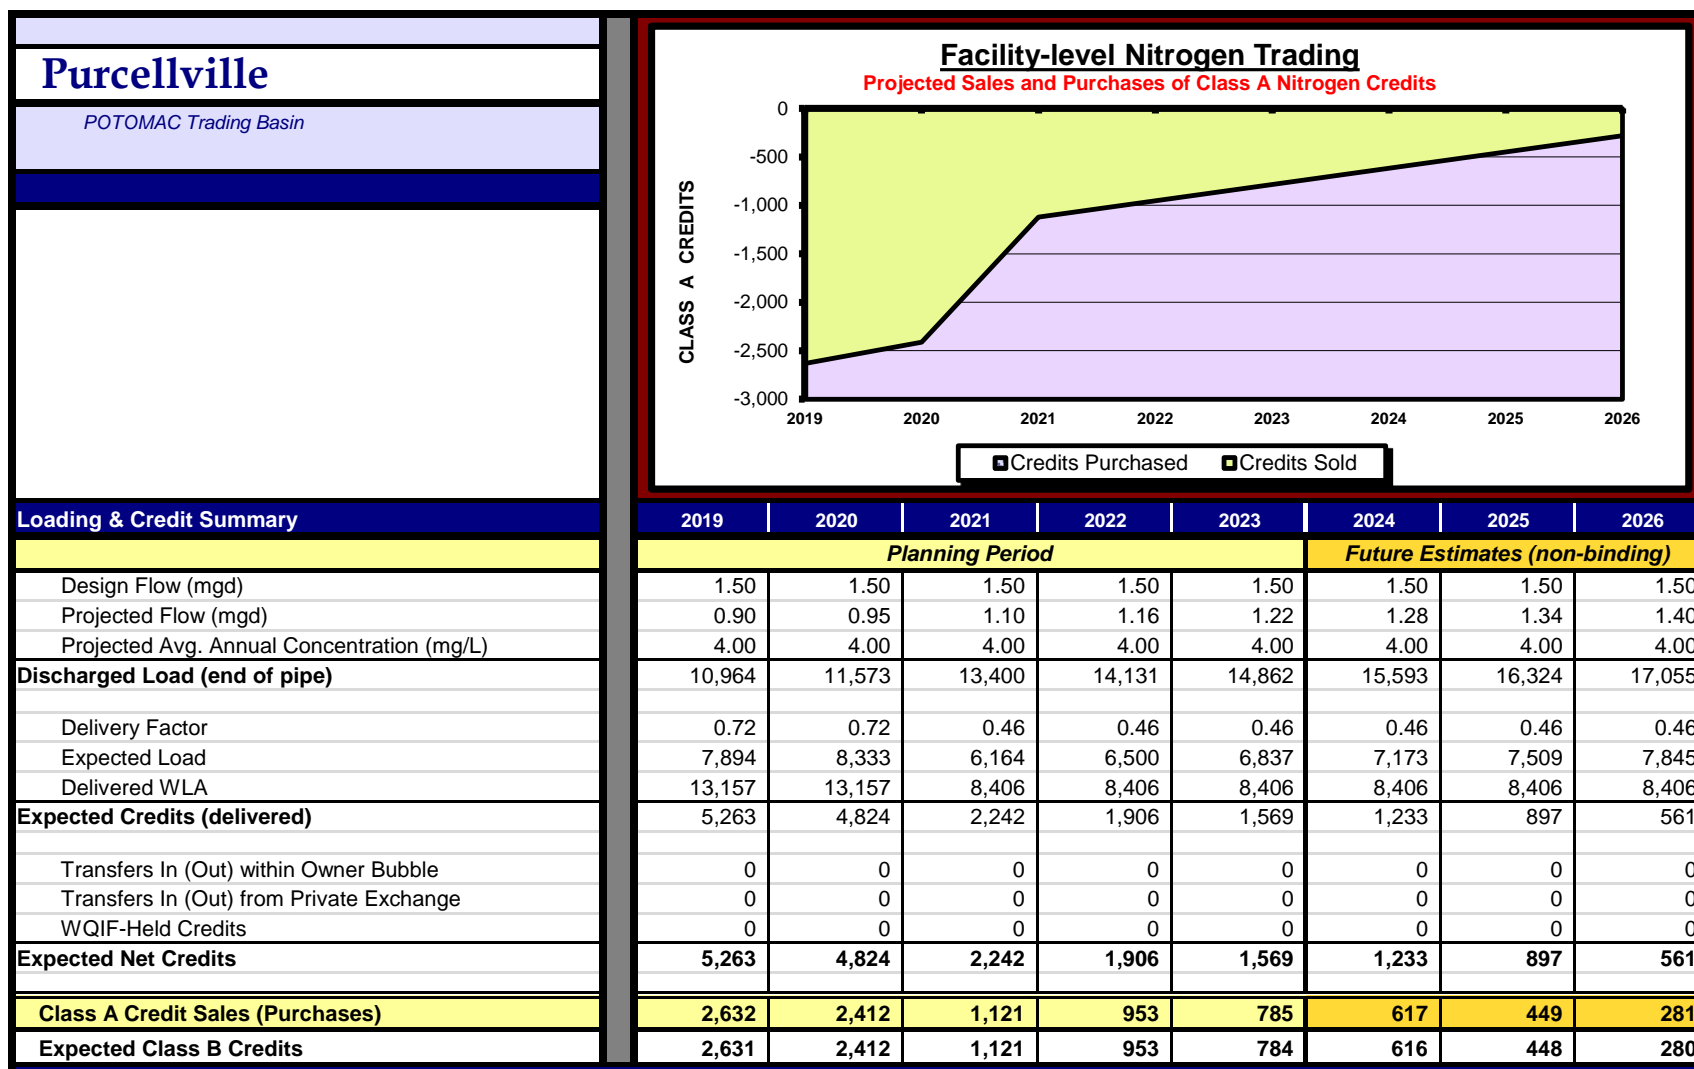 Purcellville
POTOMAC Trading Basin
Facility-level Nitrogen Trading
Projected Sales and Purchases of Class A Nitrogen Credits
CLASS A CREDITS
0
-500
-1,000
-1,500
-2,000
-2,500
-3,000
2019 2020 2021 2022 2023 2024 2025 2026
Credits Purchased Credits Sold
Loading & Credit Summary 2019 2020 2021 2022 2023 2024 2025 2026
Planning Period Future Estimates (non-binding)
Design Flow (mgd) 1.50 1.50 1.50 1.50 1.50 1.50 1.50 1.50
Projected Flow (mgd) 0.90 0.95 1.10 1.16 1.22 1.28 1.34 1.40
Projected Avg. Annual Concentration (mg/L) 4.00 4.00 4.00 4.00 4.00 4.00 4.00 4.00
Discharged Load (end of pipe) 10,964 11,573 13,400 14,131 14,862 15,593 16,324 17,055
Delivery Factor 0.72 0.72 0.46 0.46 0.46 0.46 0.46 0.46
Expected Load 7,894 8,333 6,164 6,500 6,837 7,173 7,509 7,845
Delivered WLA 13,157 13,157 8,406 8,406 8,406 8,406 8,406 8,406
Expected Credits (delivered) 5,263 4,824 2,242 1,906 1,569 1,233 897 561
Transfers In (Out) within Owner Bubble 0 0 0 0 0 0 0 0
Transfers In (Out) from Private Exchange 0 0 0 0 0 0 0 0
WQIF-Held Credits 0 0 0 0 0 0 0 0
Expected Net Credits 5,263 4,824 2,242 1,906 1,569 1,233 897 561
Class A Credit Sales (Purchases) 2,632 2,412 1,121 953 785 617 449 281
Expected Class B Credits 2,631 2,412 1,121 953 784 616 448 280